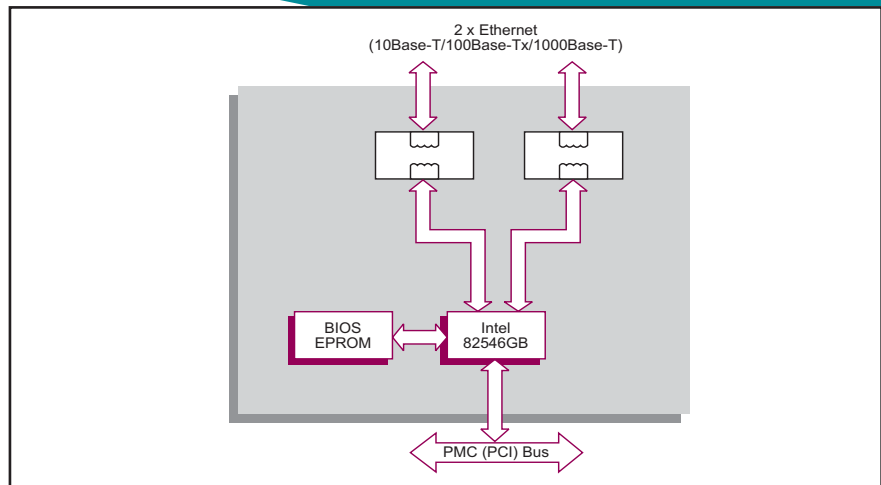 2 x Ethernet
(10Base-T/100Base-Tx/1000Base-T)
BIOS
EPROM
Intel
82546GB
PMC (PCI) Bus